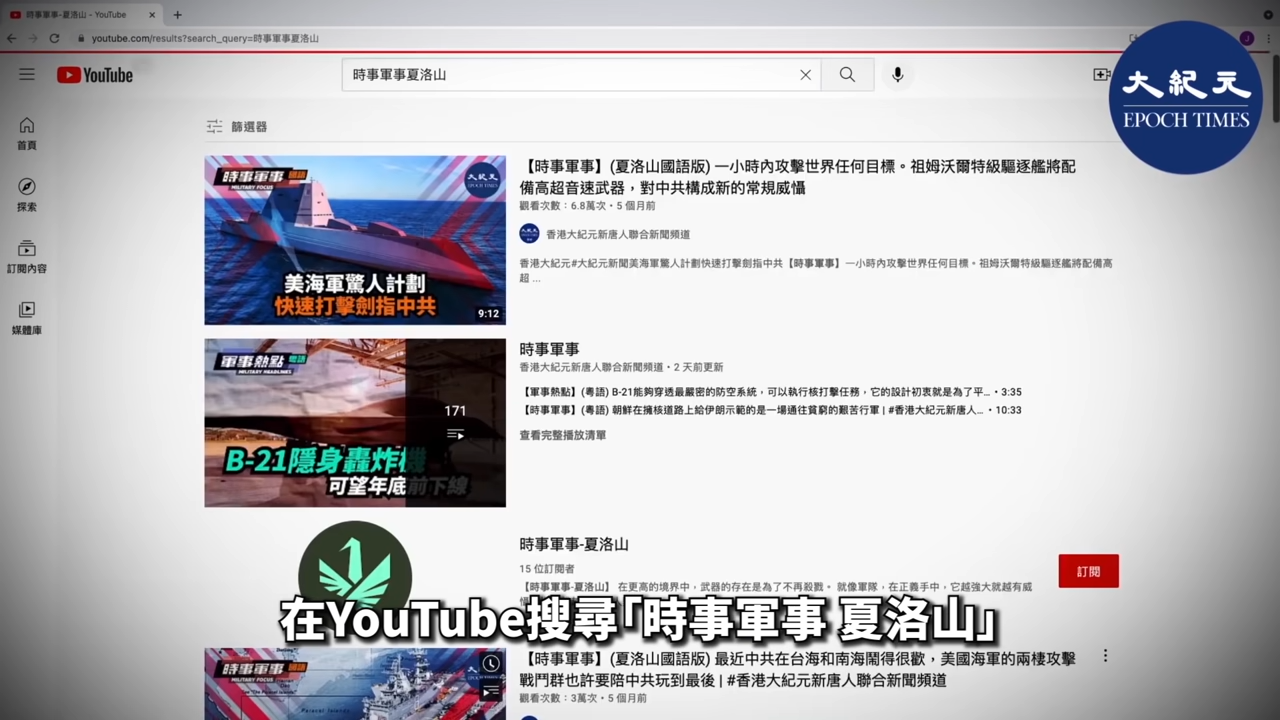 時事軍事-夏洛山 - YouTube
youtube.com/results?search_query=時事軍事夏洛山
YouTube
時事軍事夏洛山
大紀元
EPOCH TIMES
首頁
探索
訂閱內容
媒體庫
篩選器
時事軍事 國語
MILITARY FOCUS
大紀元
EPOCH TIMES
美海軍驚人計劃
快速打擊劍指中共
9:12
【時事軍事】(夏洛山國語版) 一小時內攻擊世界任何目標。祖姆沃爾特級驅逐艦將配
備高超音速武器，對中共構成新的常規威懾
觀看次數：6.8萬次・5 個月前
香港大紀元新唐人聯合新聞頻道
香港大紀元#大紀元新聞美海軍驚人計劃快速打擊劍指中共【時事軍事】一小時內攻擊世界任何目標。祖姆沃爾特級驅逐艦將配備高
超 ...
軍事熱點 粵語
MILITARY HEADLINES
171
B-21隱身轟炸機
可望年底前下線
時事軍事
香港大紀元新唐人聯合新聞頻道・2 天前更新
【軍事熱點】(粵語) B-21能夠穿透最嚴密的防空系統，可以執行核打擊任務，它的設計初衷就是為了平... ・3:35
【時事軍事】(粵語) 朝鮮在擁核道路上給伊朗示範的是一場通往貧窮的艱苦行軍 | #香港大紀元新唐人... ・10:33
查看完整播放清單
時事軍事-夏洛山
15 位訂閱者
【時事軍事-夏洛山】 在更高的境界中，武器的存在是為了不再殺戮。 就像軍隊，在正義手中，它越強大就越有威
訂閱
在YouTube搜尋「時事軍事 夏洛山」
時事軍事 國語
MILITARY FOCUS
Paracel Islands
【時事軍事】(夏洛山國語版) 最近中共在台海和南海鬧得很歡，美國海軍的兩棲攻擊
戰鬥群也許要陪中共玩到最後 | #香港大紀元新唐人聯合新聞頻道
觀看次數：3萬次・5 個月前